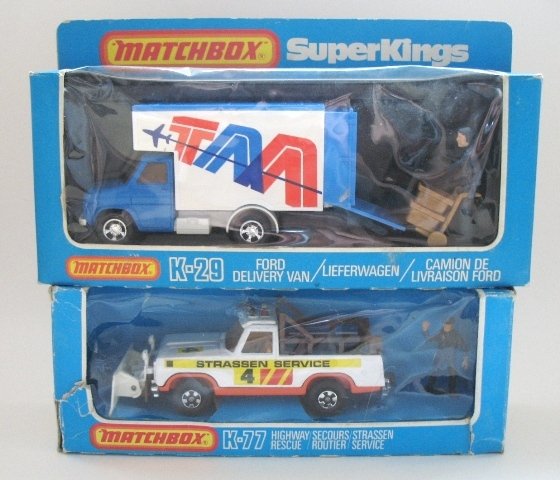 MATCHBOX SuperKings
TAA
MATCHBOX K-29 FORD DELIVERY VAN / LIEFERWAGEN / CAMION DE LIVRAISON FORD
STRASSEN SERVICE
4
MATCHBOX K-77 HIGHWAY RESCUE / SECOURS ROUTIER / STRASSEN SERVICE